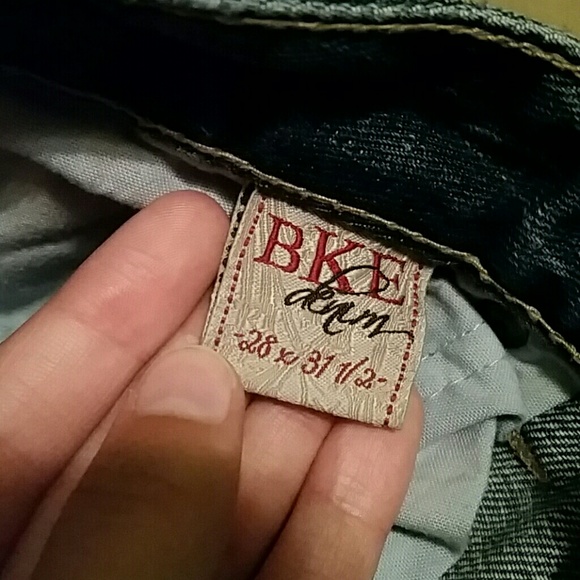 BKE
denim
-28 x 31 1/2-